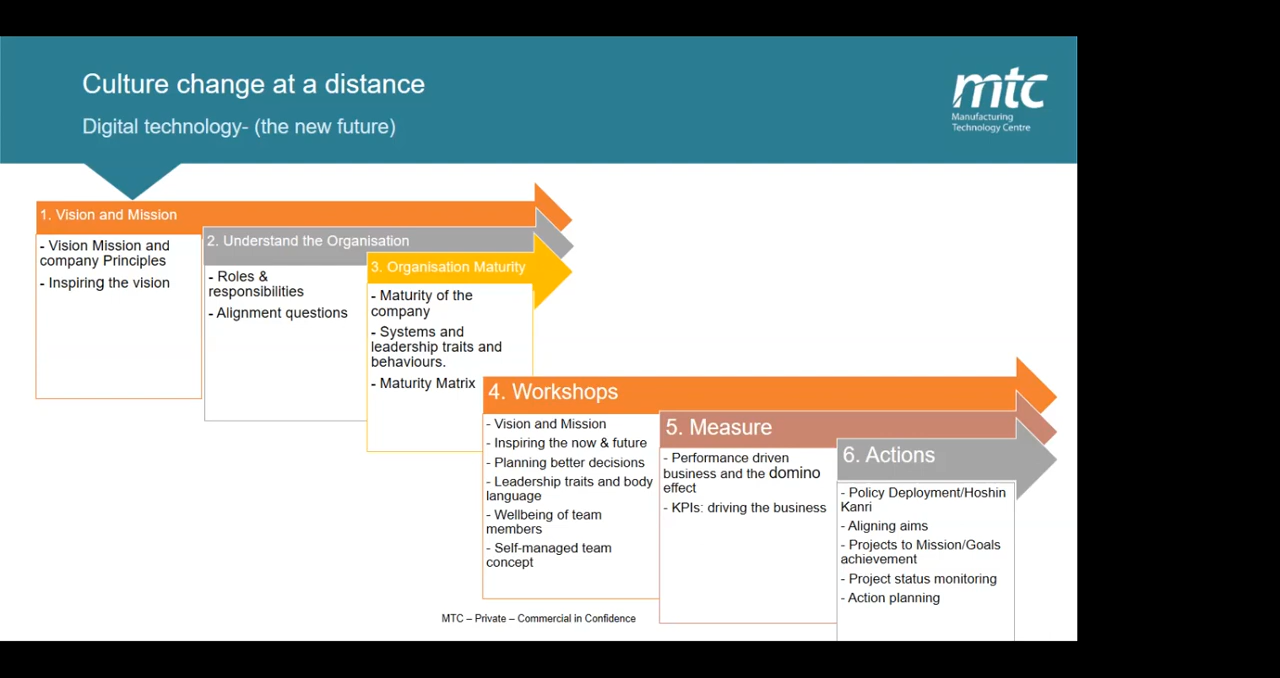 Culture change at a distance
Digital technology- (the new future)
mtc
Manufacturing
Technology Centre
1. Vision and Mission
- Vision Mission and
company Principles
- Inspiring the vision
2. Understand the Organisation
- Roles &
responsibilities
- Alignment questions
3. Organisation Maturity
- Maturity of the
company
- Systems and
leadership traits and
behaviours.
- Maturity Matrix
4. Workshops
- Vision and Mission
- Inspiring the now & future
- Planning better decisions
- Leadership traits and body
language
- Wellbeing of team
members
- Self-managed team
concept
5. Measure
- Performance driven
business and the domino
effect
- KPIs: driving the business
6. Actions
- Policy Deployment/Hoshin
Kanri
- Aligning aims
- Projects to Mission/Goals
achievement
- Project status monitoring
- Action planning
MTC – Private – Commercial in Confidence